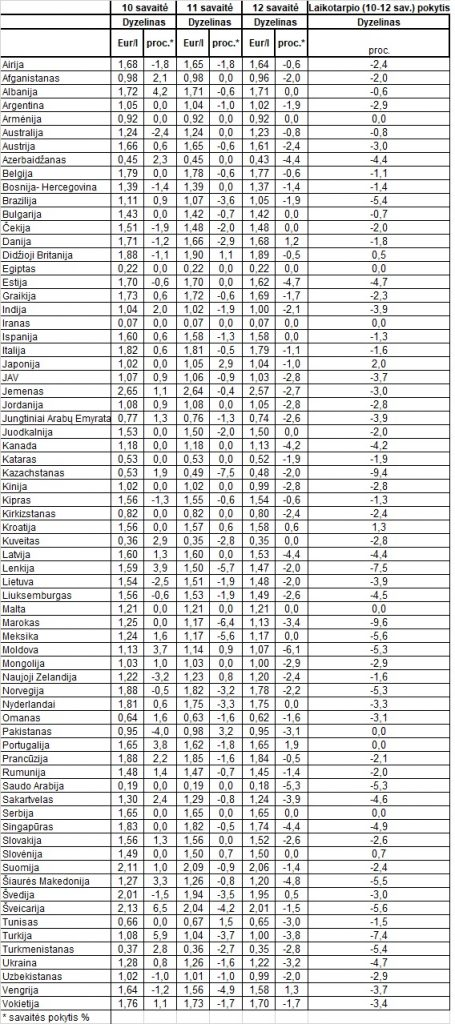 10 savaitė 11 savaitė 12 savaitė Laikotarpio (10-12 sav.) pokytis
Dyzelinas Dyzelinas Dyzelinas Dyzelinas
Eur/l proc.* Eur/l proc.* Eur/l proc.* proc.
Airija 1,68 -1,8 1,65 -1,8 1,64 -0,6 -2,4
Afganistanas 0,98 2,1 0,98 0,0 0,96 -2,0 -2,0
Albanija 1,72 4,2 1,71 -0,6 1,71 0,0 -0,6
Argentina 1,05 0,0 1,04 -1,0 1,02 -1,9 -2,9
Armėnija 0,92 0,0 0,92 0,0 0,92 0,0 0,0
Australija 1,24 -2,4 1,24 0,0 1,23 -0,8 -0,8
Austrija 1,66 0,6 1,65 -0,6 1,61 -2,4 -3,0
Azerbaidžanas 0,45 2,3 0,45 0,0 0,43 -4,4 -4,4
Belgija 1,79 0,0 1,78 -0,6 1,77 -0,6 -1,1
Bosnija- Hercegovina 1,39 -1,4 1,39 0,0 1,37 -1,4 -1,4
Brazilija 1,11 0,9 1,07 -3,6 1,05 -1,9 -5,4
Bulgarija 1,43 0,0 1,42 -0,7 1,42 0,0 -0,7
Čekija 1,51 -1,9 1,48 -2,0 1,48 0,0 -2,0
Danija 1,71 -1,2 1,66 -2,9 1,68 1,2 -1,8
Didžioji Britanija 1,88 -1,1 1,90 1,1 1,89 -0,5 0,5
Egiptas 0,22 0,0 0,22 0,0 0,22 0,0 0,0
Estija 1,70 -0,6 1,70 0,0 1,62 -4,7 -4,7
Graikija 1,73 0,6 1,72 -0,6 1,69 -1,7 -2,3
Indija 1,04 2,0 1,02 -1,9 1,00 -2,1 -3,9
Iranas 0,07 0,0 0,07 0,0 0,07 0,0 0,0
Ispanija 1,60 0,6 1,58 -1,3 1,58 0,0 -1,3
Italija 1,82 0,6 1,81 -0,5 1,79 -1,1 -1,6
Japonija 1,02 0,0 1,05 2,9 1,04 -1,0 2,0
JAV 1,07 0,9 1,06 -0,9 1,03 -2,8 -3,7
Jemenas 2,65 1,1 2,64 -0,4 2,57 -2,7 -3,0
Jordanija 1,08 0,9 1,08 0,0 1,05 -2,8 -2,8
Jungtiniai Arabų Emyrata 0,77 1,3 0,76 -1,3 0,74 -2,6 -3,9
Juodkalnija 1,53 0,0 1,50 -2,0 1,50 0,0 -2,0
Kanada 1,18 0,0 1,18 0,0 1,13 -4,2 -4,2
Kataras 0,53 0,0 0,53 0,0 0,52 -1,9 -1,9
Kazachstanas 0,53 1,9 0,49 -7,5 0,48 -2,0 -9,4
Kinija 1,02 0,0 1,02 0,0 0,99 -2,8 -2,8
Kipras 1,56 -1,3 1,55 -0,6 1,54 -0,6 -1,3
Kirkizstanas 0,82 0,0 0,82 0,0 0,80 -2,4 -2,4
Kroatija 1,56 0,0 1,57 0,6 1,58 0,6 1,3
Kuveitas 0,36 2,9 0,35 -2,8 0,35 0,0 -2,8
Latvija 1,60 1,3 1,60 0,0 1,53 -4,4 -4,4
Lenkija 1,59 3,9 1,50 -5,7 1,47 -2,0 -7,5
Lietuva 1,54 -2,5 1,51 -1,9 1,48 -2,0 -3,9
Liuksemburgas 1,56 -0,6 1,53 -1,9 1,49 -2,6 -4,5
Malta 1,21 0,0 1,21 0,0 1,21 0,0 0,0
Marokas 1,25 0,0 1,17 -6,4 1,13 -3,4 -9,6
Meksika 1,24 1,6 1,17 -5,6 1,17 0,0 -5,6
Moldova 1,13 3,7 1,14 0,9 1,07 -6,1 -5,3
Mongolija 1,03 1,0 1,03 0,0 1,00 -2,9 -2,9
Naujoji Zelandija 1,22 -3,2 1,23 0,8 1,20 -2,4 -1,6
Norvegija 1,88 -0,5 1,82 -3,2 1,78 -2,2 -5,3
Nyderlandai 1,81 0,6 1,75 -3,3 1,75 0,0 -3,3
Omanas 0,64 1,6 0,63 -1,6 0,62 -1,6 -3,1
Pakistanas 0,95 -4,0 0,98 3,2 0,95 -3,1 0,0
Portugalija 1,65 3,8 1,62 -1,8 1,65 1,9 0,0
Prancūzija 1,88 2,2 1,85 -1,6 1,84 -0,5 -2,1
Rumunija 1,48 1,4 1,47 -0,7 1,45 -1,4 -2,0
Saudo Arabija 0,19 0,0 0,19 0,0 0,18 -5,3 -5,3
Sakartvelas 1,30 2,4 1,29 -0,8 1,24 -3,9 -4,6
Serbija 1,65 0,0 1,65 0,0 1,65 0,0 0,0
Singapūras 1,83 0,0 1,82 -0,5 1,74 -4,4 -4,9
Slovakija 1,56 1,3 1,56 0,0 1,52 -2,6 -2,6
Slovėnija 1,49 0,0 1,50 0,7 1,50 0,0 0,7
Suomija 2,11 1,0 2,09 -0,9 2,06 -1,4 -2,4
Šiaurės Makedonija 1,27 3,3 1,26 -0,8 1,20 -4,8 -5,5
Švedija 2,01 -1,5 1,94 -3,5 1,95 0,5 -3,0
Šveicarija 2,13 6,5 2,04 -4,2 2,01 -1,5 -5,6
Tunisas 0,66 0,0 0,67 1,5 0,65 -3,0 -1,5
Turkija 1,08 5,9 1,04 -3,7 1,00 -3,8 -7,4
Turkmenistanas 0,37 2,8 0,36 -2,7 0,35 -2,8 -5,4
Ukraina 1,28 0,8 1,26 -1,6 1,22 -3,2 -4,7
Uzbekistanas 1,02 -1,0 1,01 -1,0 0,99 -2,0 -2,9
Vengrija 1,64 -1,2 1,56 -4,9 1,58 1,3 -3,7
Vokietija 1,76 1,1 1,73 -1,7 1,70 -1,7 -3,4
* savaitės pokytis %